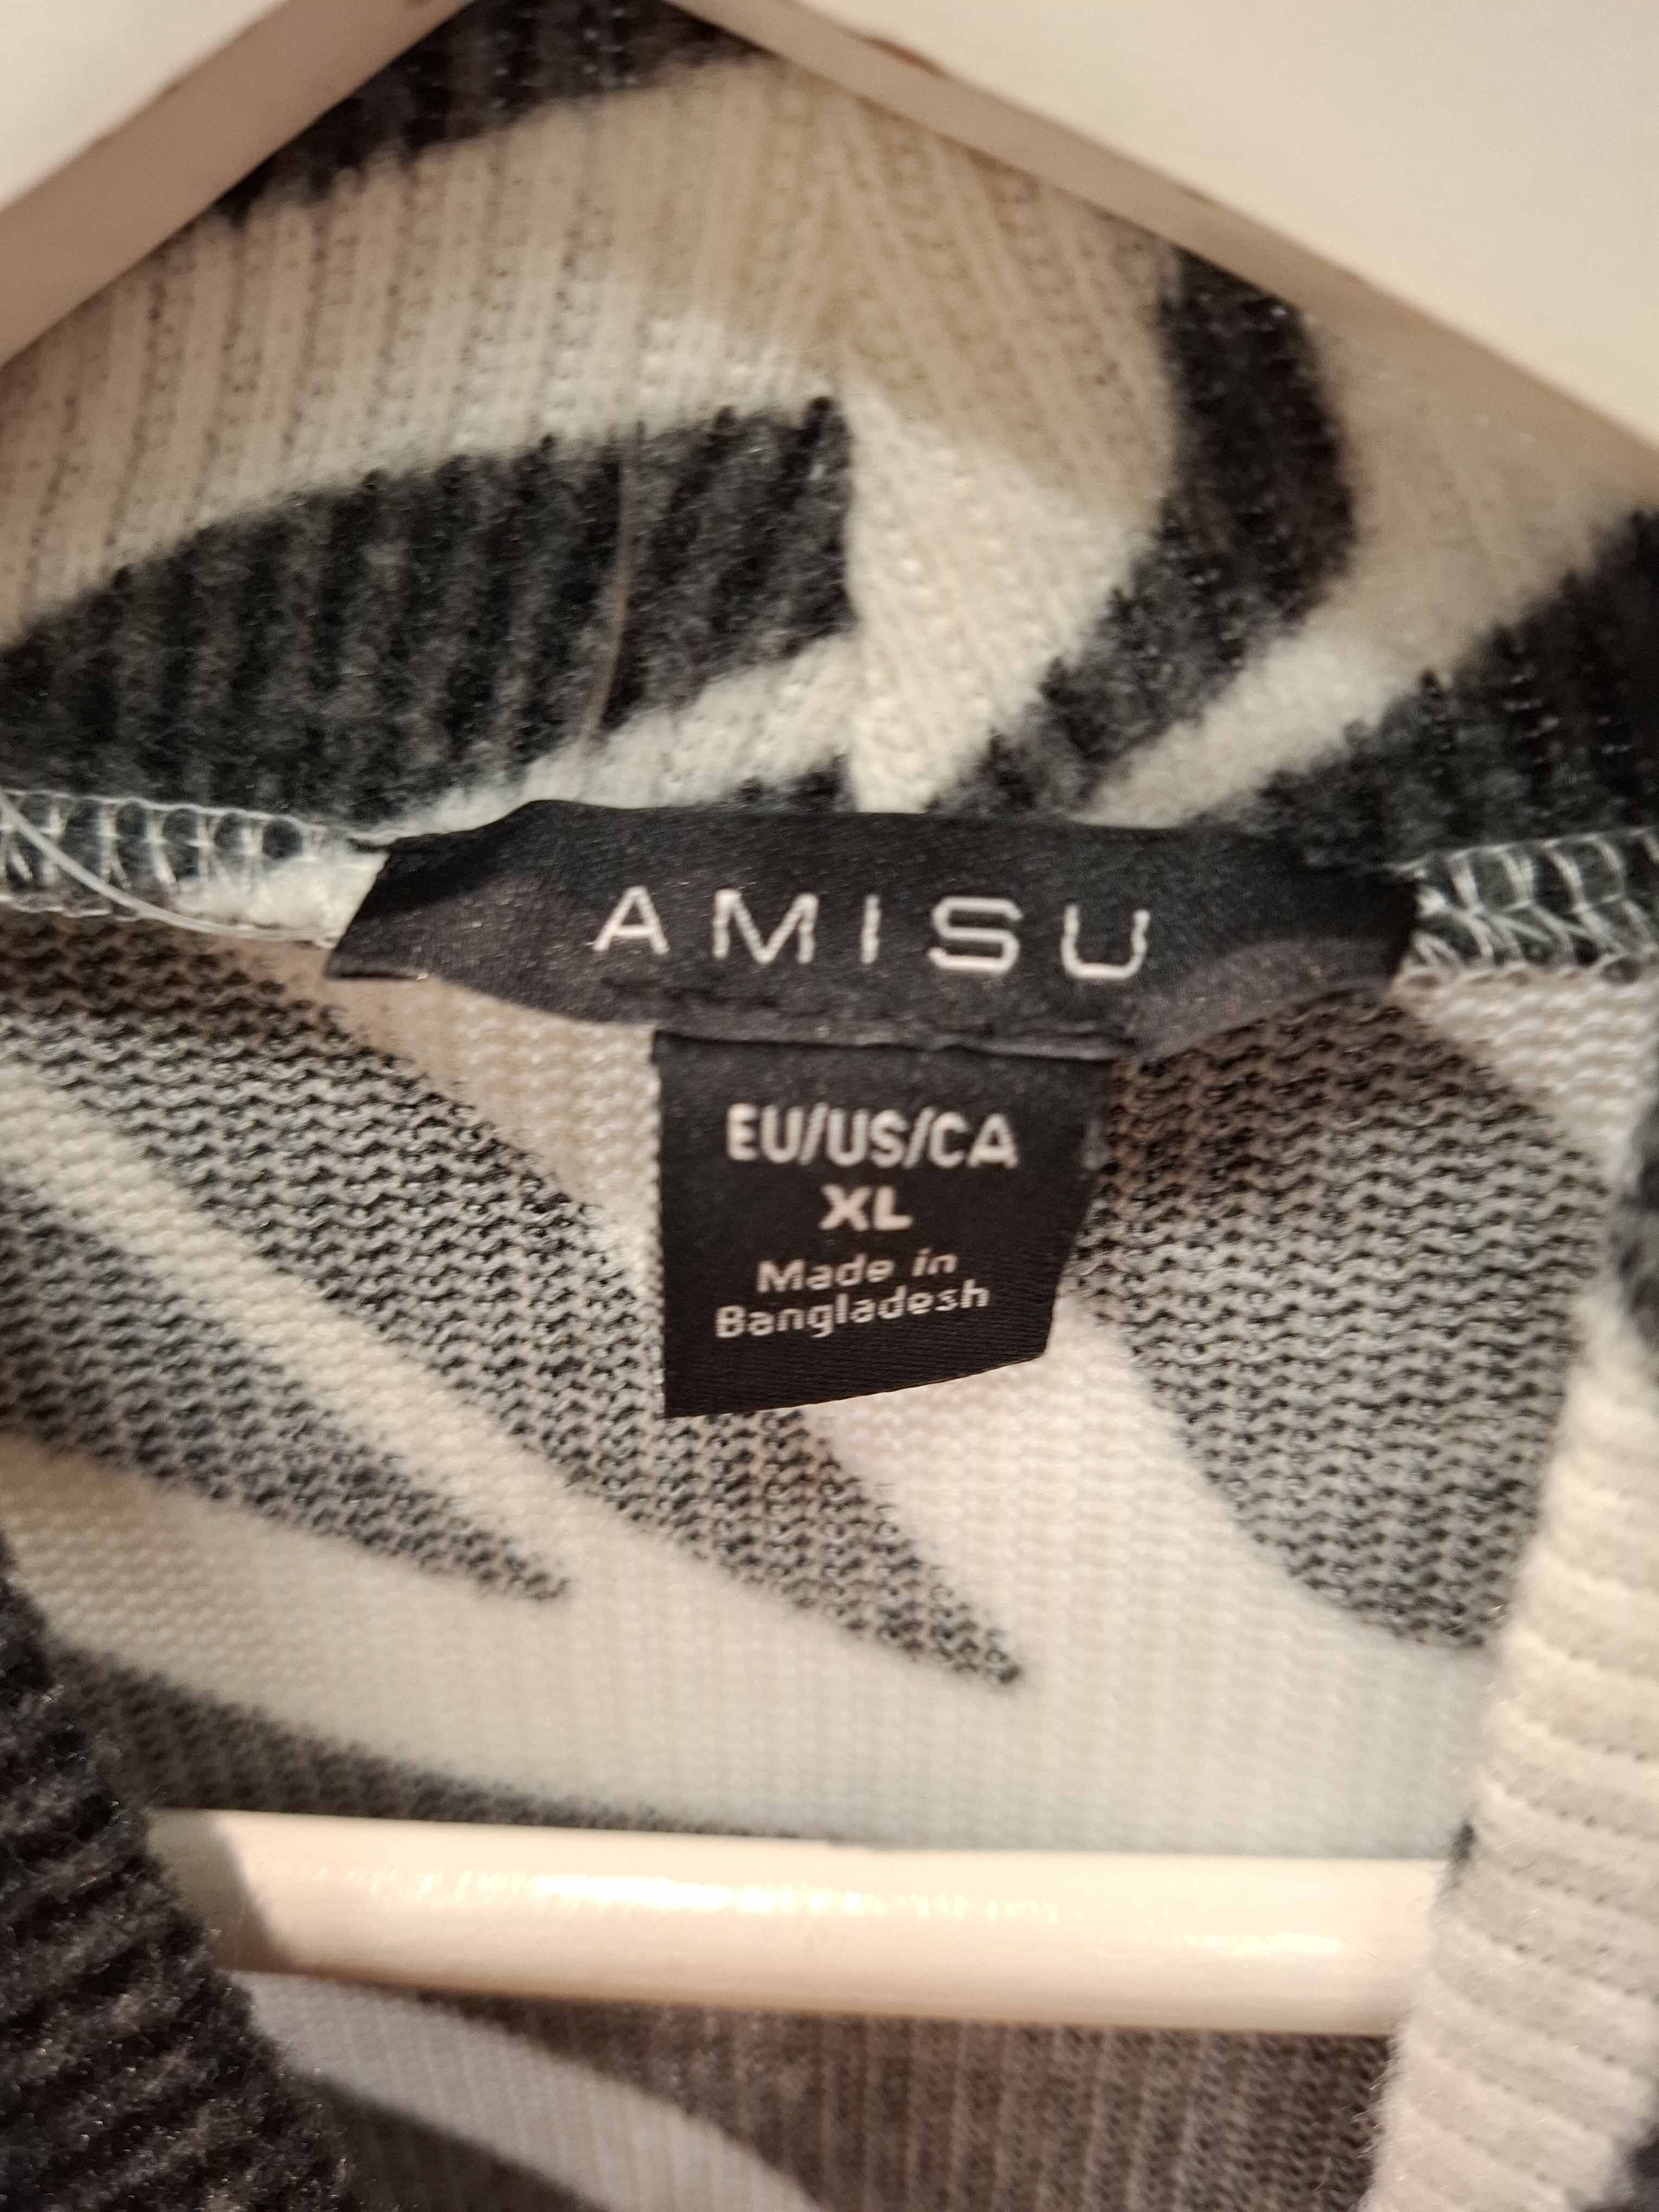 AMISU
EU/US/CA
XL
Made in
Bangladesh